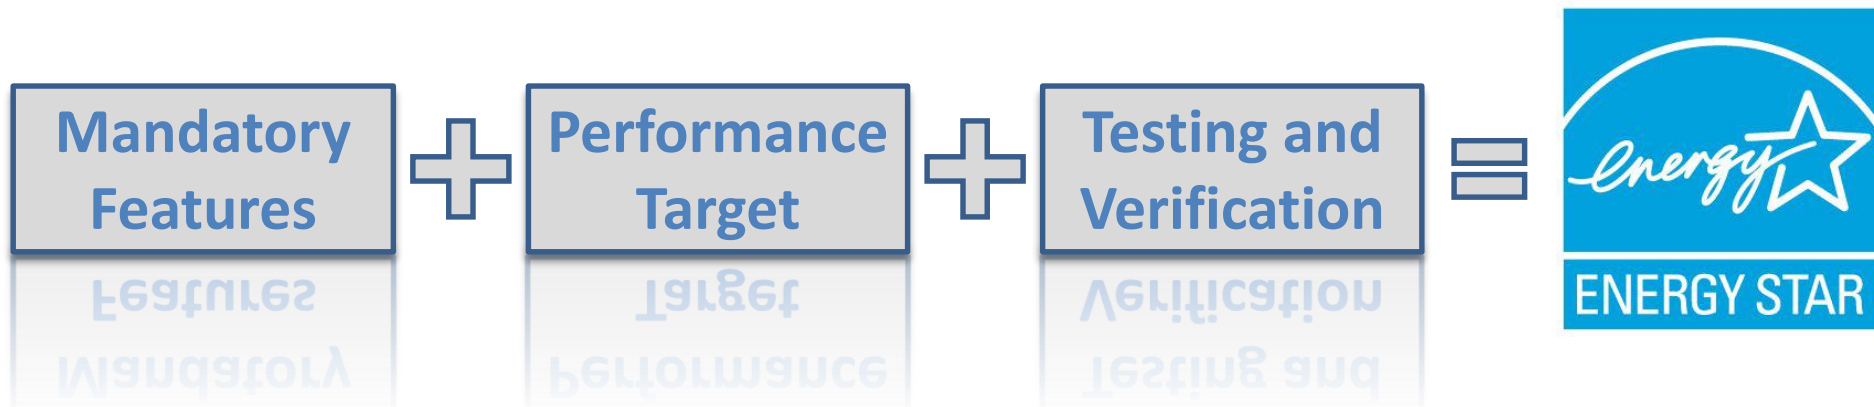 Mandatory
Features
Performance
Target
Testing and
Verification
energy
ENERGY STAR